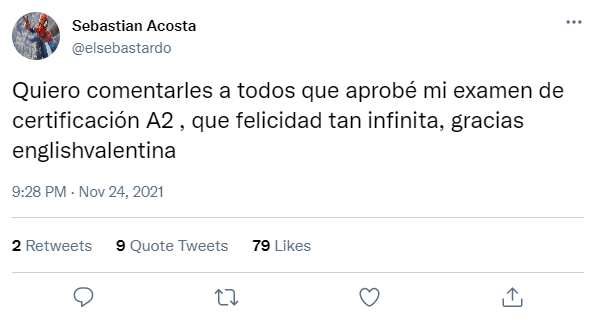 Sebastian Acosta
@elsebastardo
Quiero comentarles a todos que aprobé mi examen de
certificación A2 , que felicidad tan infinita, gracias
englishvalentina
9:28 PM · Nov 24, 2021
2 Retweets 9 Quote Tweets 79 Likes